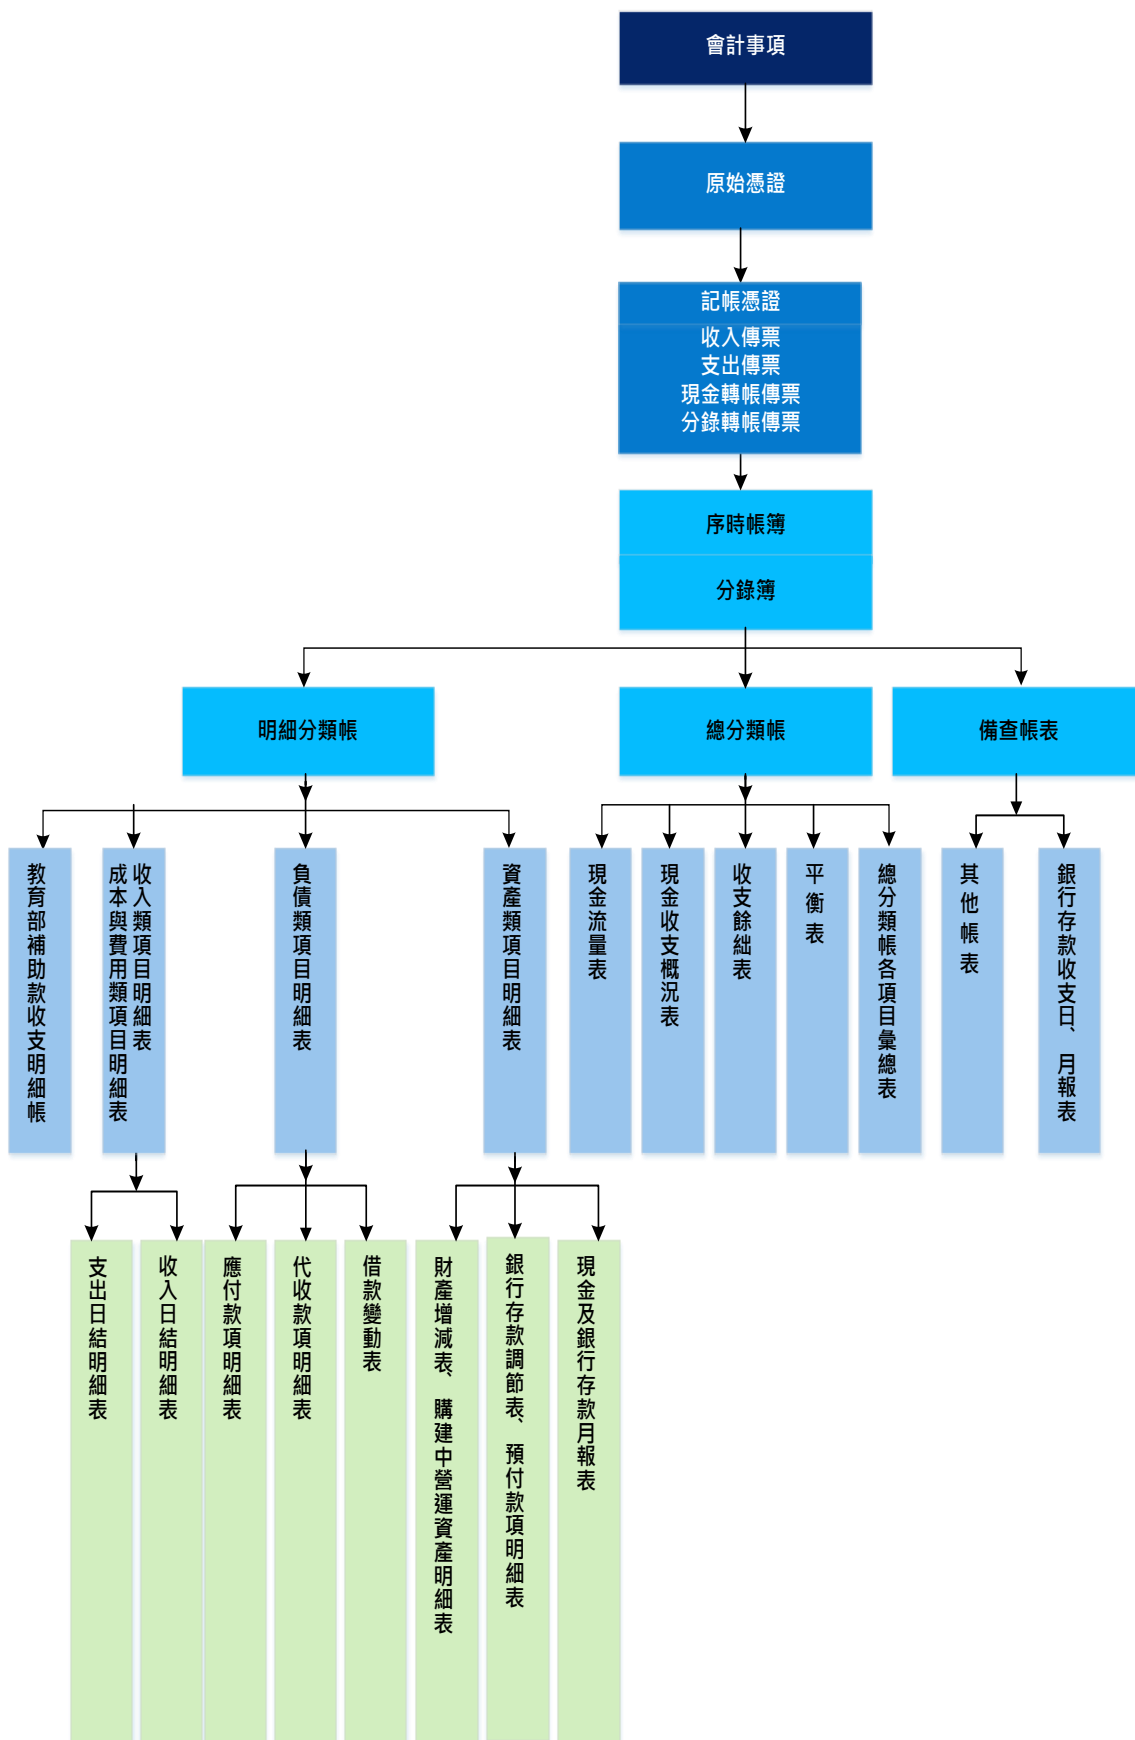 會計事項
原始憑證
記帳憑證
收入傳票
支出傳票
現金轉帳傳票
分錄轉帳傳票
序時帳簿
分錄簿
明細分類帳
總分類帳
備查帳表
教育部補助款收支明細帳
收入類項目明細表
成本與費用類項目明細表
負債類項目明細表
資產類項目明細表
現金流量表
現金收支概況表
收支餘絀表
平衡表
總分類帳各項目彙總表
其他帳表
銀行存款收支日、月報表
支出日結明細表
收入日結明細表
應付款項明細表
代收款項明細表
借款變動表
財產增減表、購建中營運資產明細表
銀行存款調節表、預付款項明細表
現金及銀行存款月報表